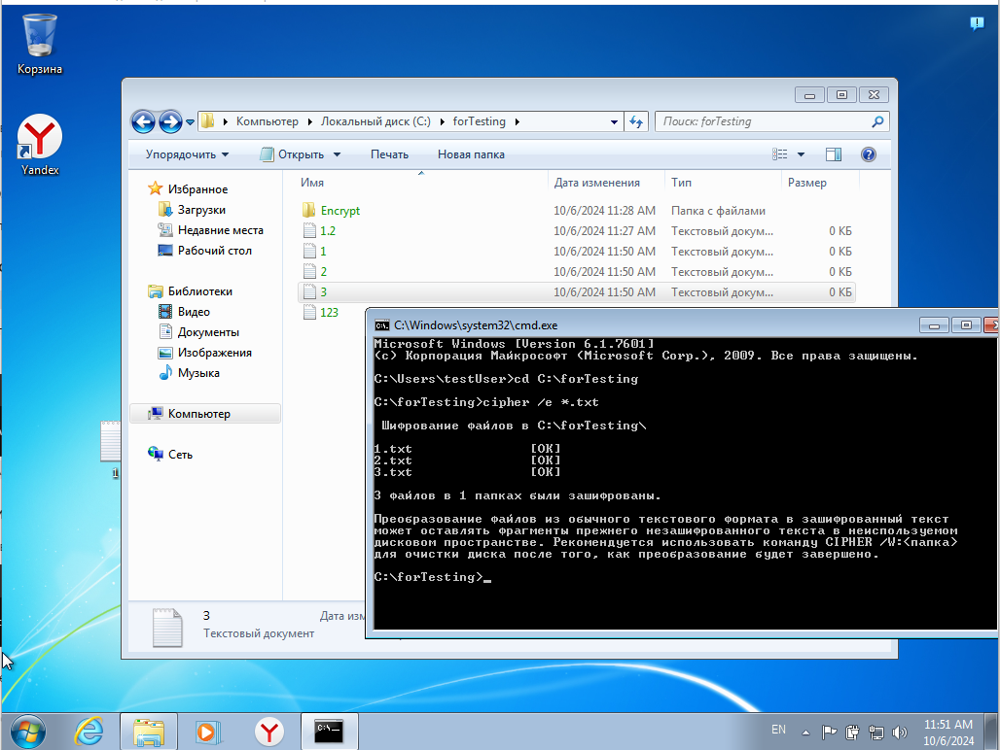 Корзина
Yandex
Компьютер
Локальный диск (C:)
forTesting
Поиск: forTesting
Упорядочить
Открыть
Печать
Новая папка
Избранное
Загрузки
Недавние места
Рабочий стол
Библиотеки
Видео
Документы
Изображения
Музыка
Компьютер
Сеть
Имя Дата изменения Тип Размер
Encrypt 10/6/2024 11:28 AM Папка с файлами
1.2 10/6/2024 11:27 AM Текстовый докум... 0 КБ
1 10/6/2024 11:50 AM Текстовый докум... 0 КБ
2 10/6/2024 11:50 AM Текстовый докум... 0 КБ
3 10/6/2024 11:50 AM Текстовый докум... 0 КБ
123
C:\Windows\system32\cmd.exe
Microsoft Windows [Version 6.1.7601]
(c) Корпорация Майкрософт (Microsoft Corp.), 2009. Все права защищены.
C:\Users\testUser>cd C:\forTesting
C:\forTesting>cipher /e *.txt
Шифрование файлов в C:\forTesting\
1.txt [OK]
2.txt [OK]
3.txt [OK]
3 файлов в 1 папках были зашифрованы.
Преобразование файлов из обычного текстового формата в зашифрованный текст
может оставлять фрагменты прежнего незашифрованного текста в неиспользуемом
дисковом пространстве. Рекомендуется использовать команду CIPHER /W:<папка>
для очистки диска после того, как преобразование будет завершено.
C:\forTesting>_
3 Дата изм
Текстовый документ
C:\
EN
11:51 AM
10/6/2024